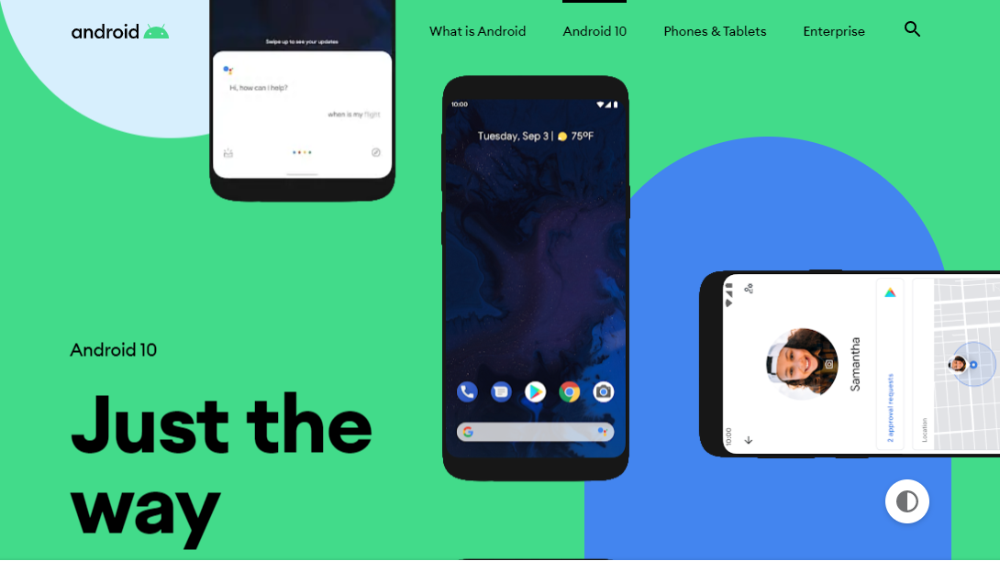 android
What is Android
Android 10
Phones & Tablets
Enterprise
Swipe up to see your updates
Hi, how can I help?
when is my flight
10:00
Tuesday, Sep 3 | 75°F
10:00
Samantha
2 approval requests
Location
Android 10
Just the
way